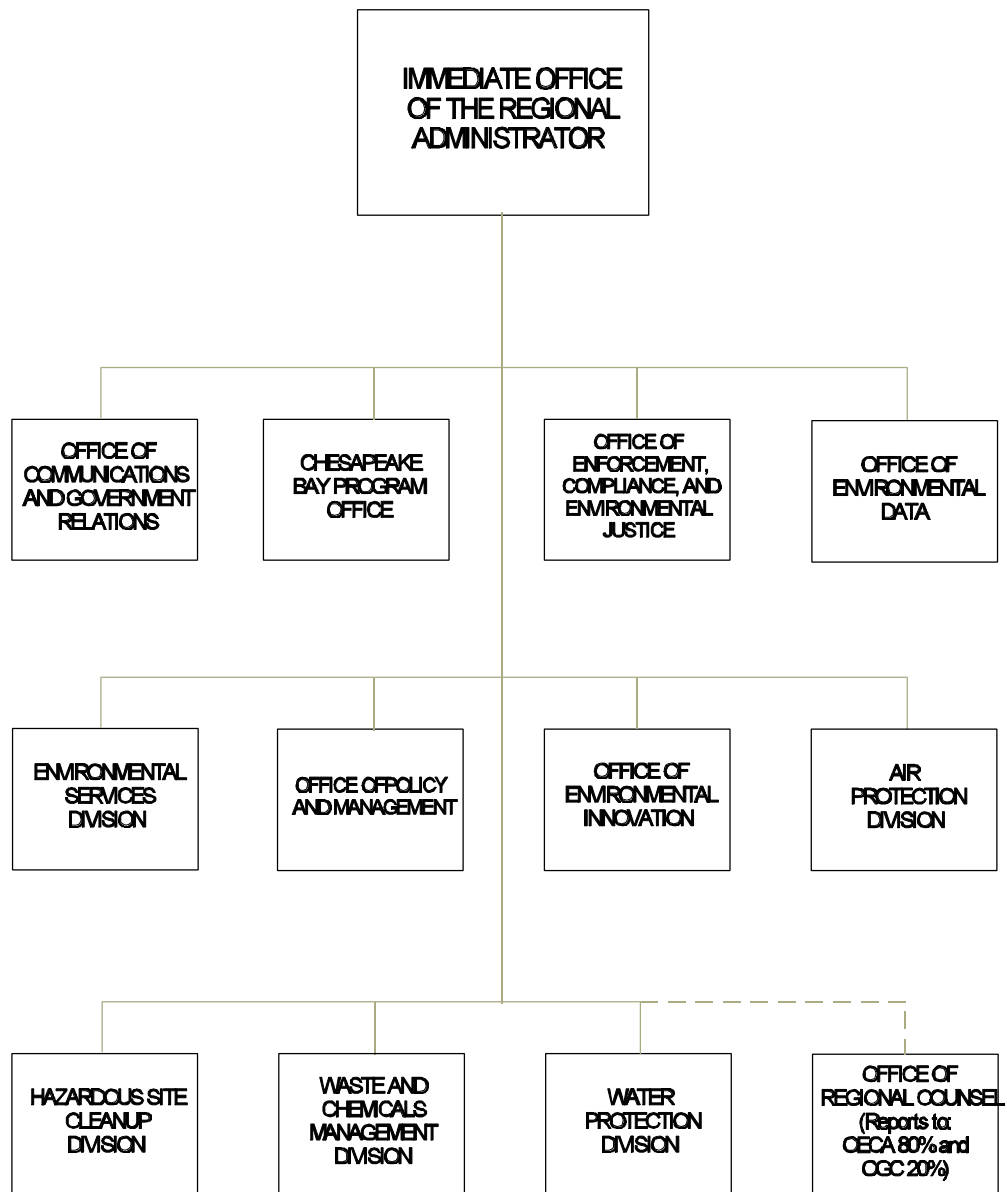 IMMEDIATE OFFICE
OF THE REGIONAL
ADMINISTRATOR
OFFICE OF
COMMUNICATIONS
AND GOVERNMENT
RELATIONS
CHESAPEAKE
BAY PROGRAM
OFFICE
OFFICE OF
ENFORCEMENT,
COMPLIANCE, AND
ENVIRONMENTAL
JUSTICE
OFFICE OF
ENVIRONMENTAL
DATA
ENVIRONMENTAL
SERVICES
DIVISION
OFFICE OFPOLICY
AND MANAGEMENT
OFFICE OF
ENVIRONMENTAL
INNOVATION
AIR
PROTECTION
DIVISION
HAZARDOUS SITE
CLEANUP
DIVISION
WASTE AND
CHEMICALS
MANAGEMENT
DIVISION
WATER
PROTECTION
DIVISION
OFFICE OF
REGIONAL COUNSEL
(Reports to:
OECA 80% and
OGC 20%)